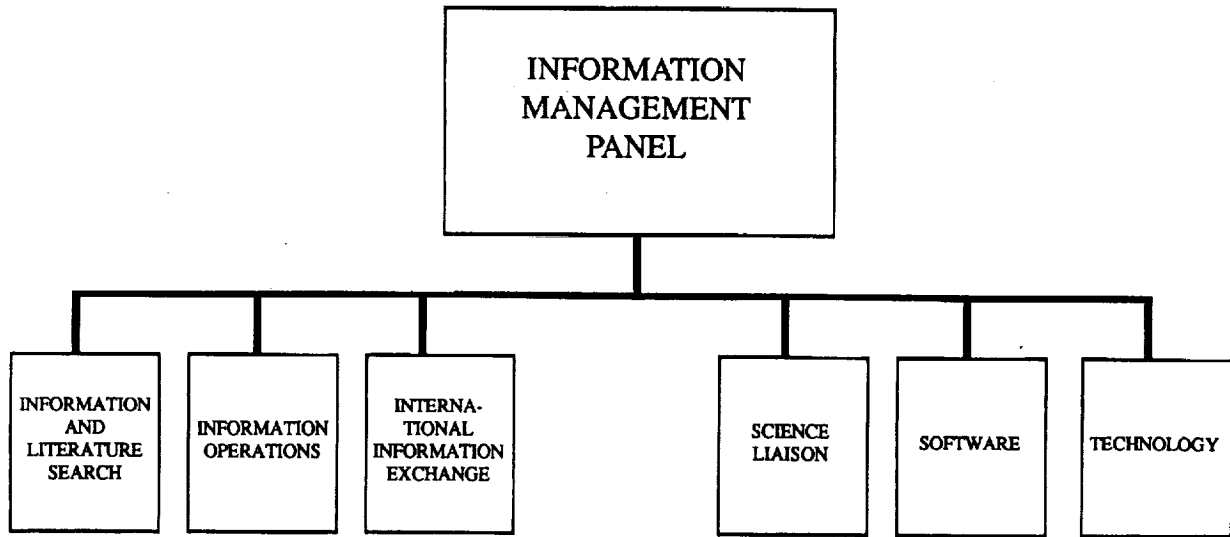 INFORMATION
MANAGEMENT
PANEL
INFORMATION
AND
LITERATURE
SEARCH
INFORMATION
OPERATIONS
INTERNA-
TIONAL
INFORMATION
EXCHANGE
SCIENCE
LIAISON
SOFTWARE
TECHNOLOGY